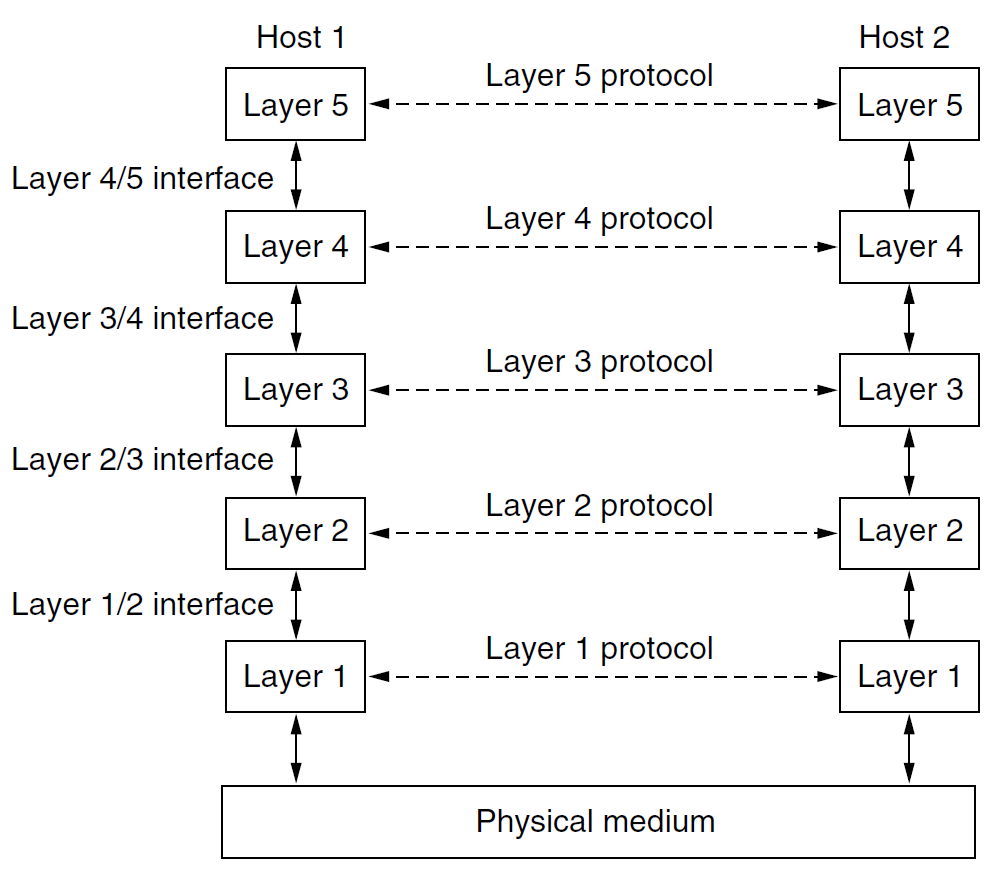 Host 1
Host 2
Layer 5 protocol
Layer 5
Layer 5
Layer 4/5 interface
Layer 4 protocol
Layer 4
Layer 4
Layer 3/4 interface
Layer 3 protocol
Layer 3
Layer 3
Layer 2/3 interface
Layer 2 protocol
Layer 2
Layer 2
Layer 1/2 interface
Layer 1 protocol
Layer 1
Layer 1
Physical medium